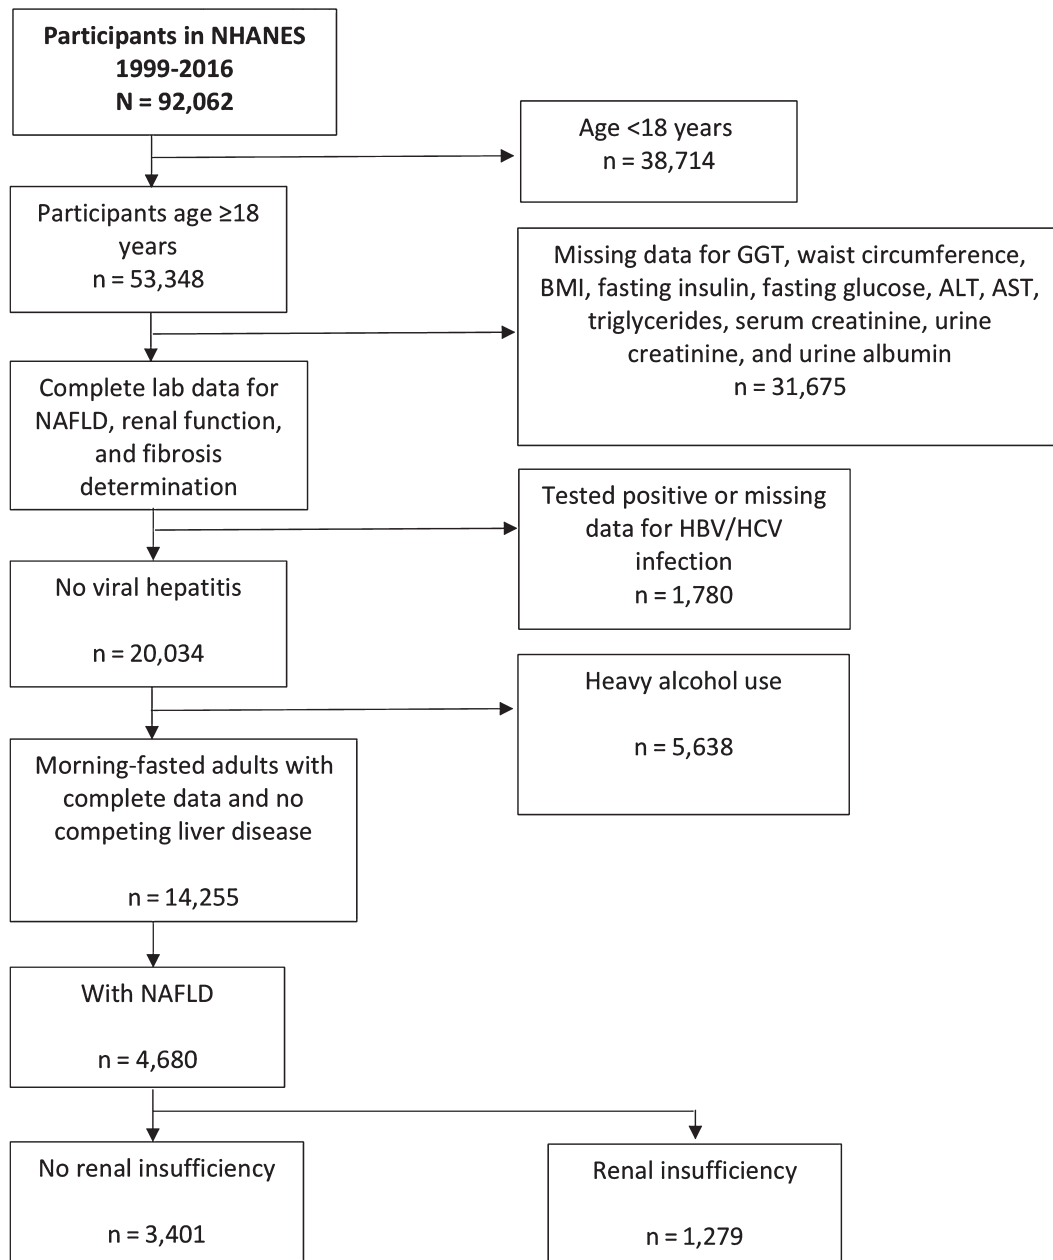 Participants in NHANES
1999-2016
N = 92,062
Age <18 years
n = 38,714
Participants age ≥18
years
n = 53,348
Missing data for GGT, waist circumference,
BMI, fasting insulin, fasting glucose, ALT, AST,
triglycerides, serum creatinine, urine
creatinine, and urine albumin
n = 31,675
Complete lab data for
NAFLD, renal function,
and fibrosis
determination
Tested positive or missing
data for HBV/HCV
infection
n = 1,780
No viral hepatitis
n = 20,034
Heavy alcohol use
n = 5,638
Morning-fasted adults with
complete data and no
competing liver disease
n = 14,255
With NAFLD
n = 4,680
No renal insufficiency
n = 3,401
Renal insufficiency
n = 1,279